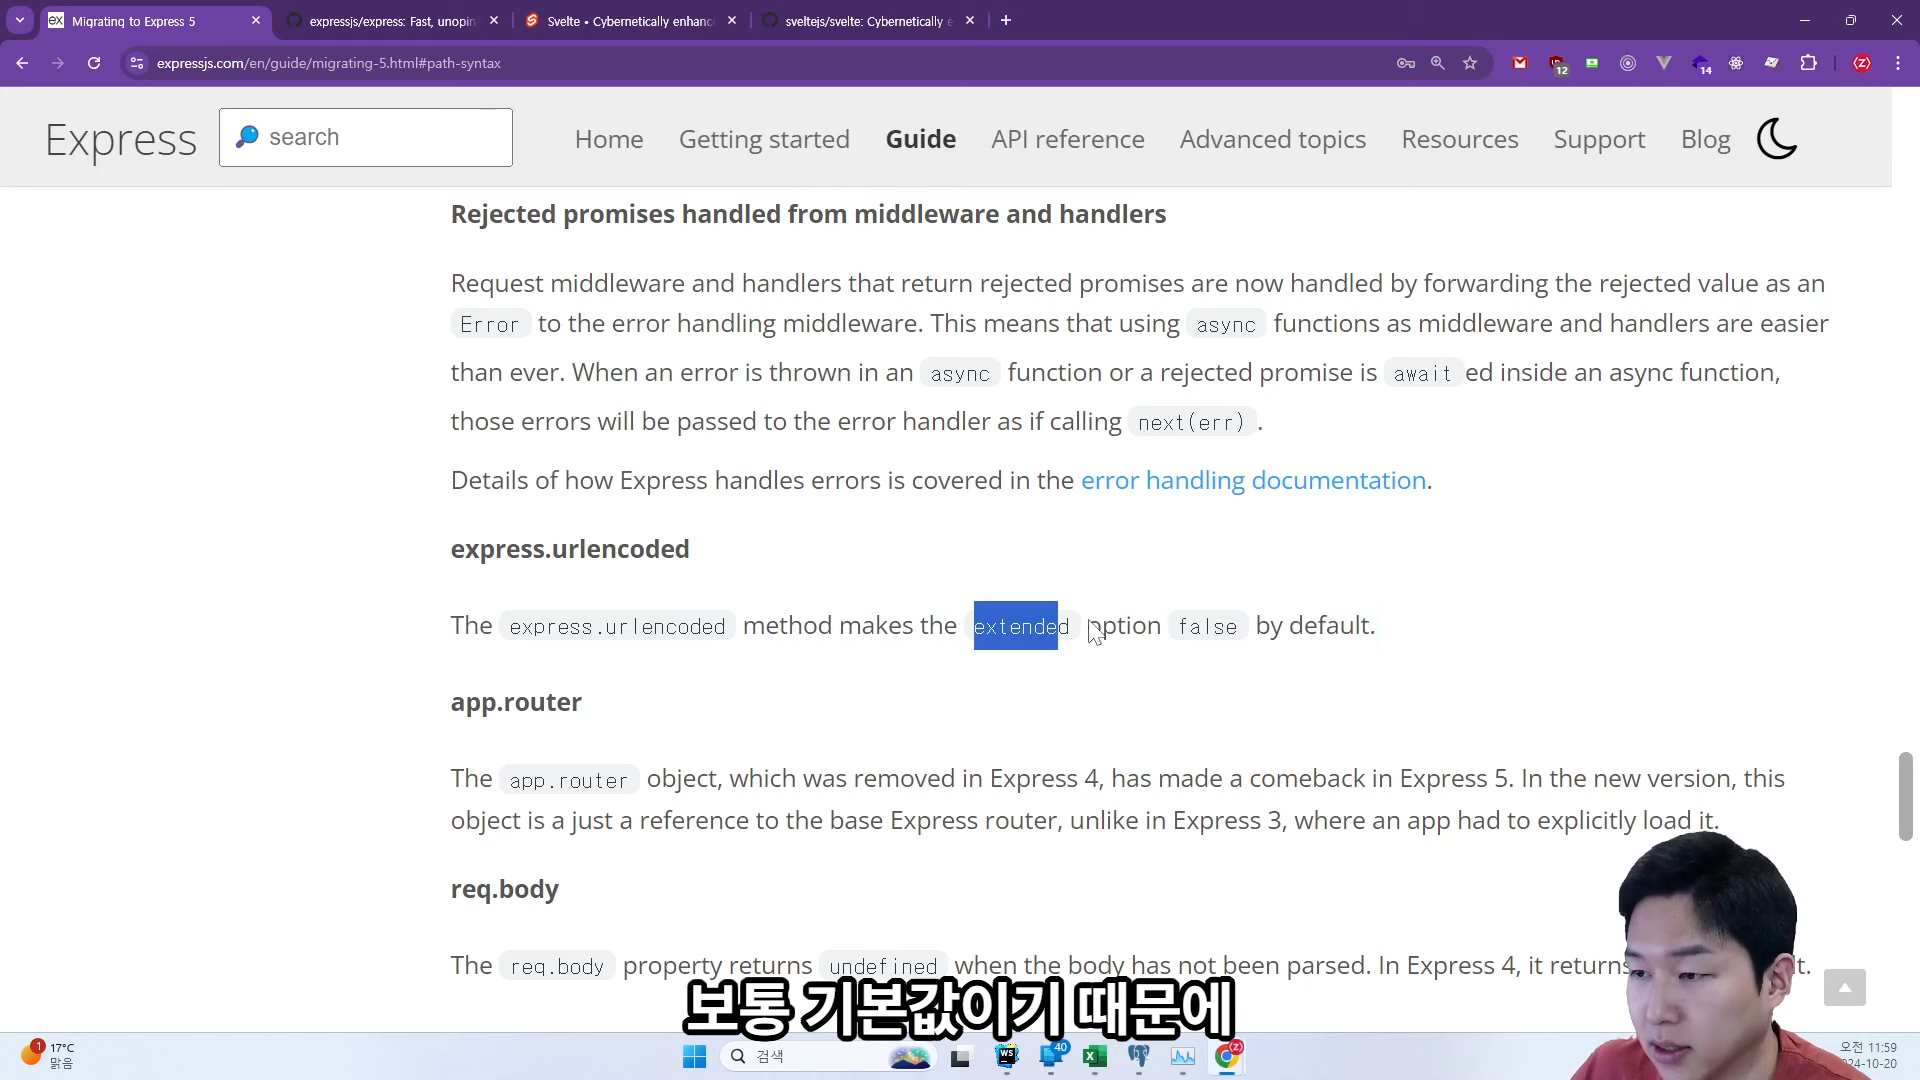 Migrating to Express 5
expressjs/express: Fast, unopin
Svelte • Cybernetically enhanc
sveltejs/svelte: Cybernetically e
expressjs.com/en/guide/migrating-5.html#path-syntax
12
14
Express
search
Home
Getting started
Guide
API reference
Advanced topics
Resources
Support
Blog
Rejected promises handled from middleware and handlers
Request middleware and handlers that return rejected promises are now handled by forwarding the rejected value as an
Error to the error handling middleware. This means that using async functions as middleware and handlers are easier
than ever. When an error is thrown in an async function or a rejected promise is awaited inside an async function,
those errors will be passed to the error handler as if calling next(err).
Details of how Express handles errors is covered in the error handling documentation.
express.urlencoded
The express.urlencoded method makes the extended option false by default.
app.router
The app.router object, which was removed in Express 4, has made a comeback in Express 5. In the new version, this
object is a just a reference to the base Express router, unlike in Express 3, where an app had to explicitly load it.
req.body
The req.body property returns undefined when the body has not been parsed. In Express 4, it returns
보통 기본값이기 때문에
1
17°C
맑음
검색
WS
40
오전 11:59
24-10-20